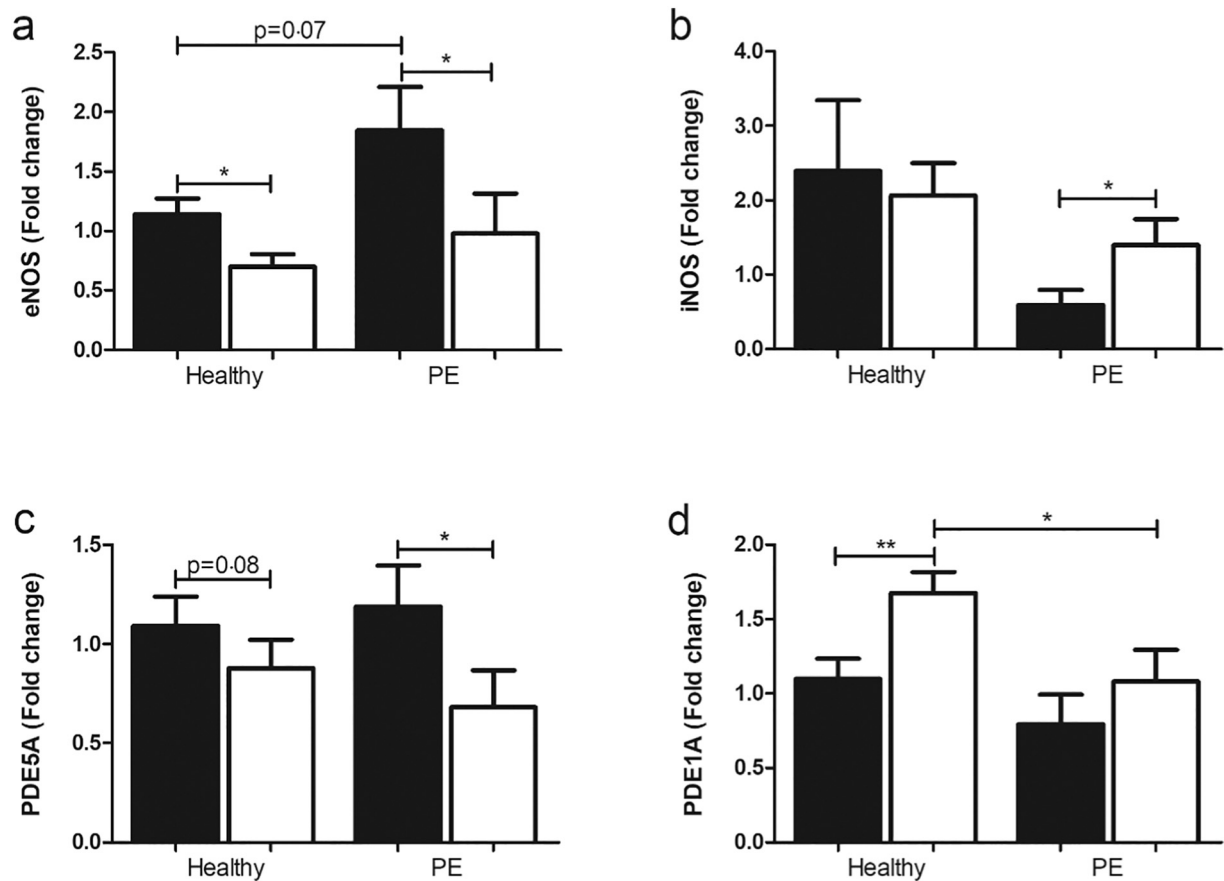 a
p=0·07
2.5
2.0
1.5
1.0
0.5
0.0
eNOS (Fold change)
*
*
Healthy
PE
b
4.0
3.0
2.0
1.0
0.0
iNOS (Fold change)
*
Healthy
PE
c
1.5
1.0
0.5
0.0
PDE5A (Fold change)
p=0·08
*
Healthy
PE
d
2.0
1.5
1.0
0.5
0.0
PDE1A (Fold change)
**
*
Healthy
PE